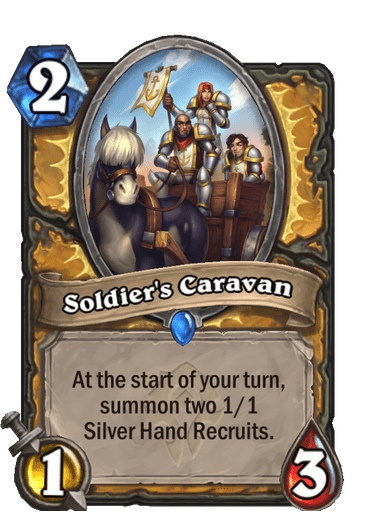 2
Soldier's Caravan
At the start of your turn,
summon two 1/1
Silver Hand Recruits.
1
3